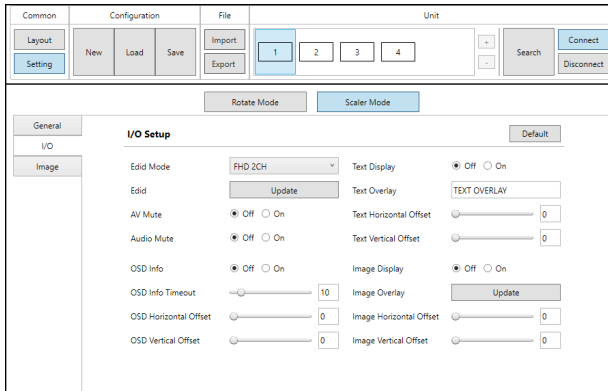 Common Configuration File Unit
Layout New Load Save Import 1 2 3 4 + Search Connect
Setting Export - Disconnect
Rotate Mode Scaler Mode
General
I/O
Image
I/O Setup Default
Edid Mode FHD 2CH Text Display Off On
Edid Update Text Overlay TEXT OVERLAY
AV Mute Off On Text Horizontal Offset 0
Audio Mute Off On Text Vertical Offset 0
OSD Info Off On Image Display Off On
OSD Info Timeout 10 Image Overlay Update
OSD Horizontal Offset 0 Image Horizontal Offset 0
OSD Vertical Offset 0 Image Vertical Offset 0